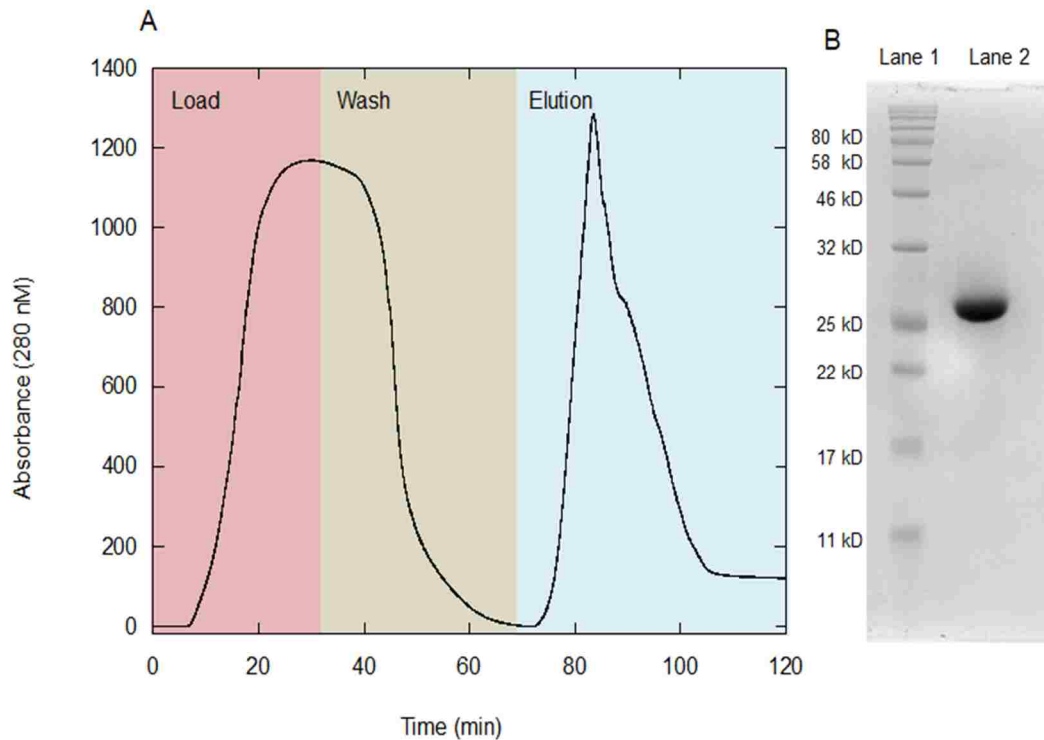 A
1400
1200
1000
800
600
400
200
0
Absorbance (280 nM)
Load
Wash
Elution
0 20 40 60 80 100 120
Time (min)
B
Lane 1 Lane 2
80 kD
58 kD
46 kD
32 kD
25 kD
22 kD
17 kD
11 kD